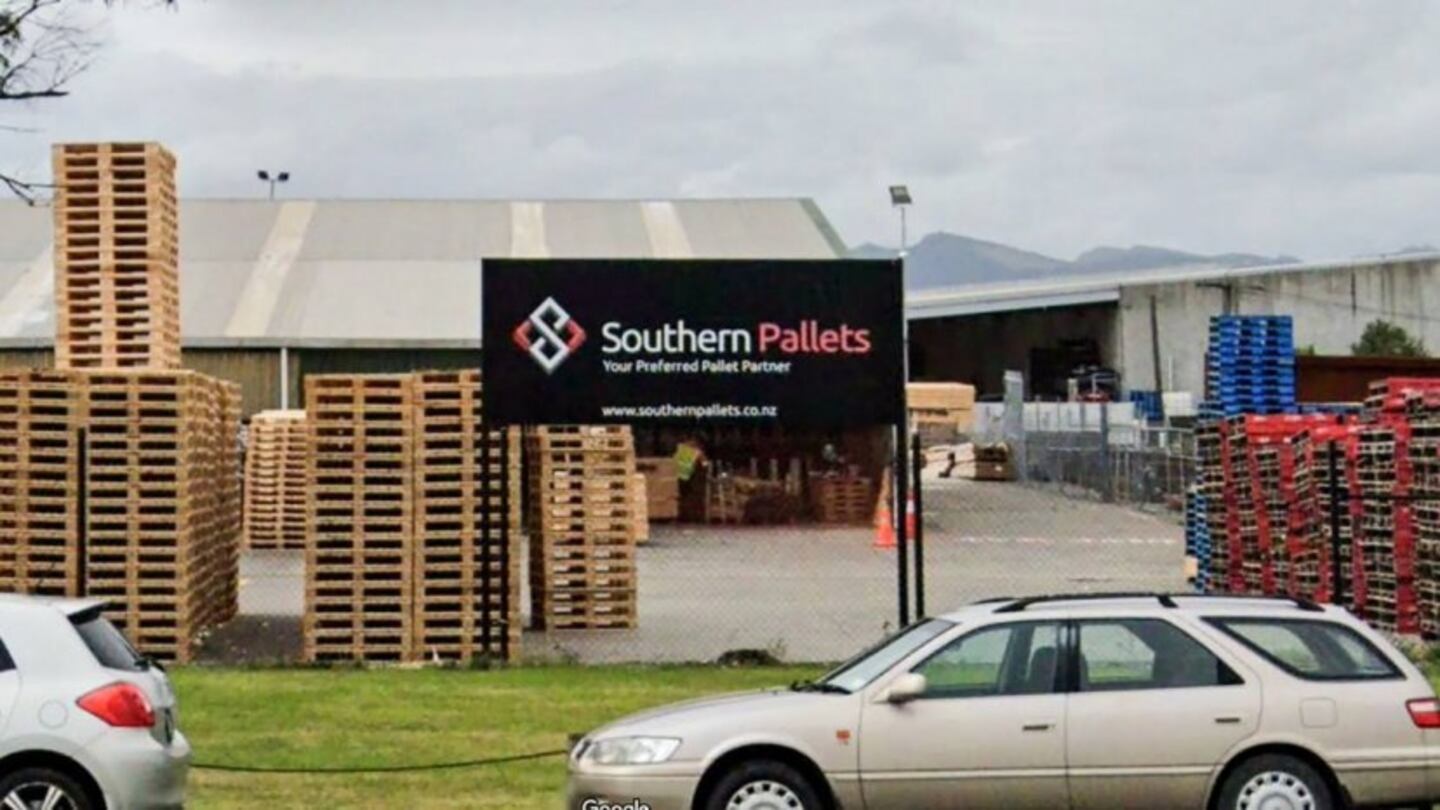 Southern Pallets
Your Preferred Pallet Partner
www.southernpallets.co.nz
Google